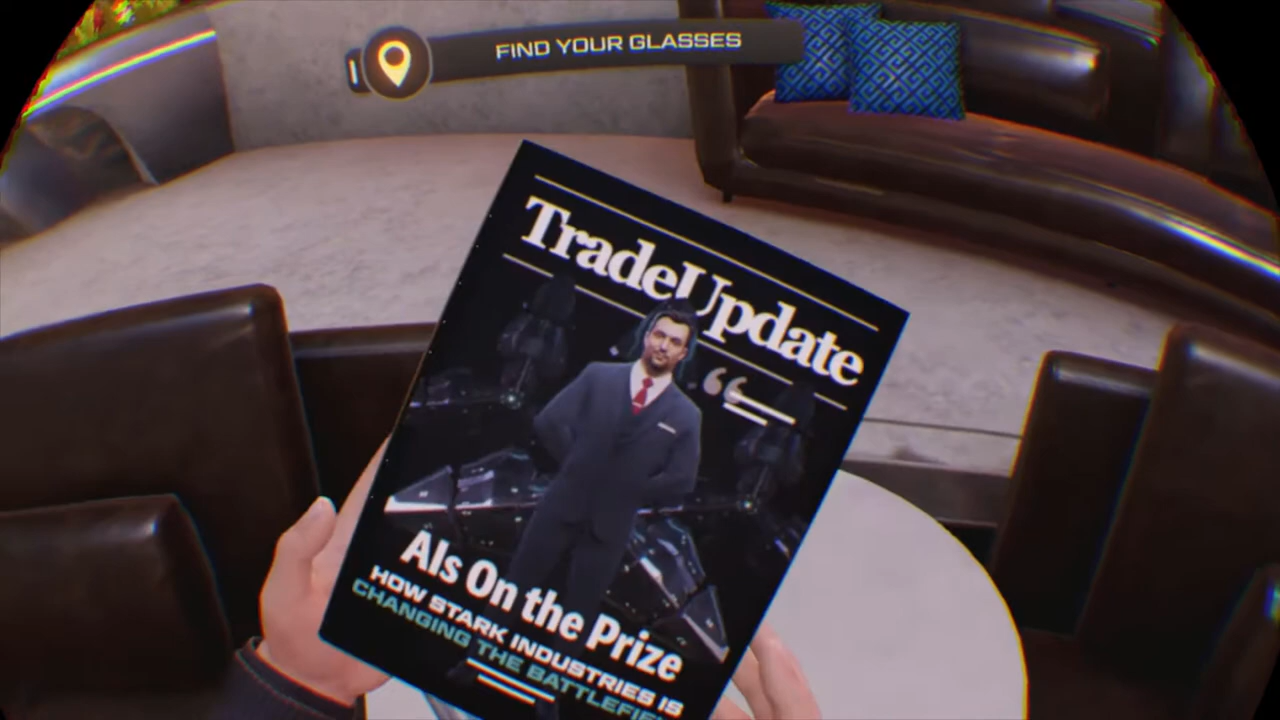 FIND YOUR GLASSES
TradeUpdate
AIs On the Prize
HOW STARK INDUSTRIES IS
CHANGING THE